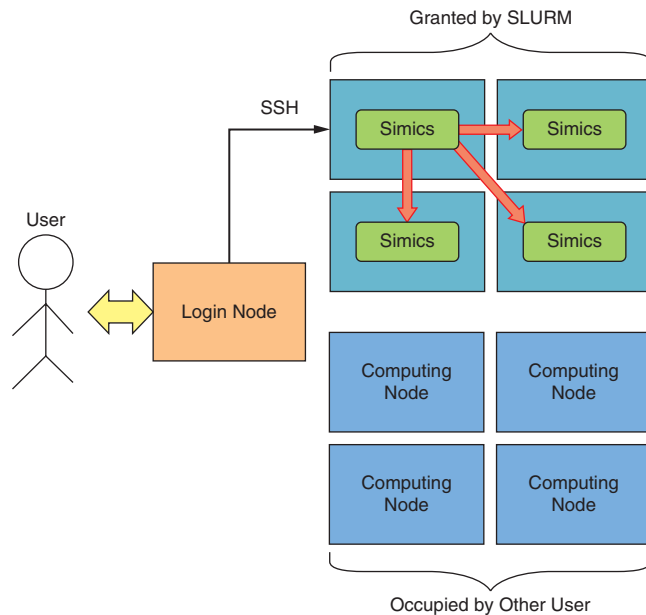 Granted by SLURM
SSH
Simics
Simics
Simics
Simics
User
Login Node
Computing
Node
Computing
Node
Computing
Node
Computing
Node
Occupied by Other User